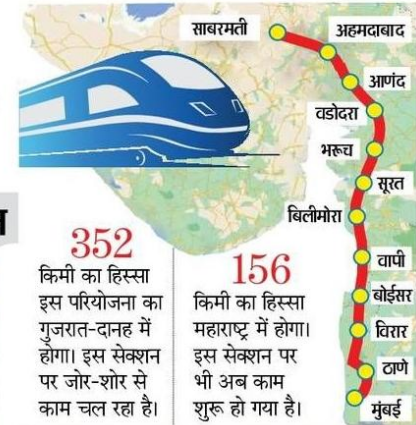 साबरमती
अहमदाबाद
आणंद
वडोदरा
भरूच
सूरत
बिलीमोरा
वापी
बोईसर
विरार
ठाणे
मुंबई
352
किमी का हिस्सा
इस परियोजना का
गुजरात-दानह में
होगा। इस सेक्शन
पर जोर-शोर से
काम चल रहा है।
156
किमी का हिस्सा
महाराष्ट्र में होगा।
इस सेक्शन पर
भी अब काम
शुरू हो गया है।